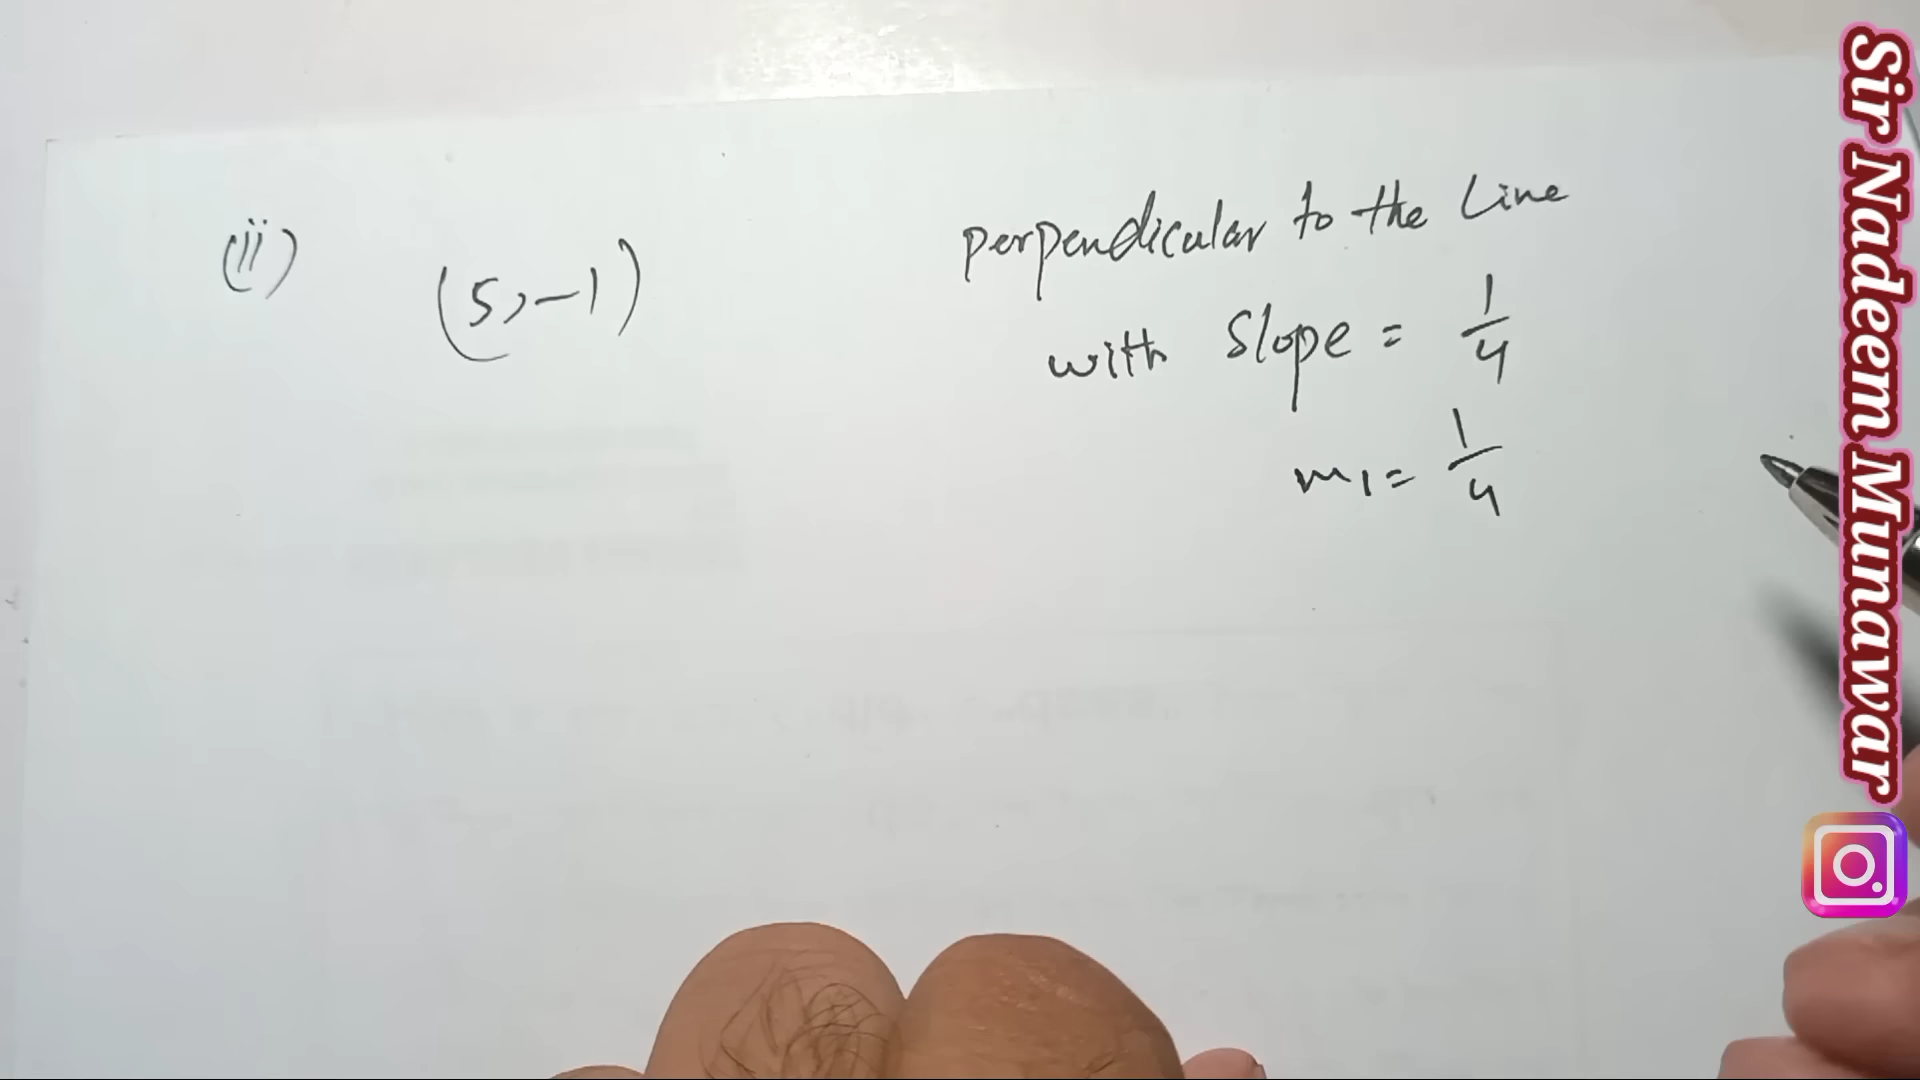 (ii) (5,-1)
perpendicular to the Line
with Slope = 1/4
m1 = 1/4
Sir Nadeem Munawar